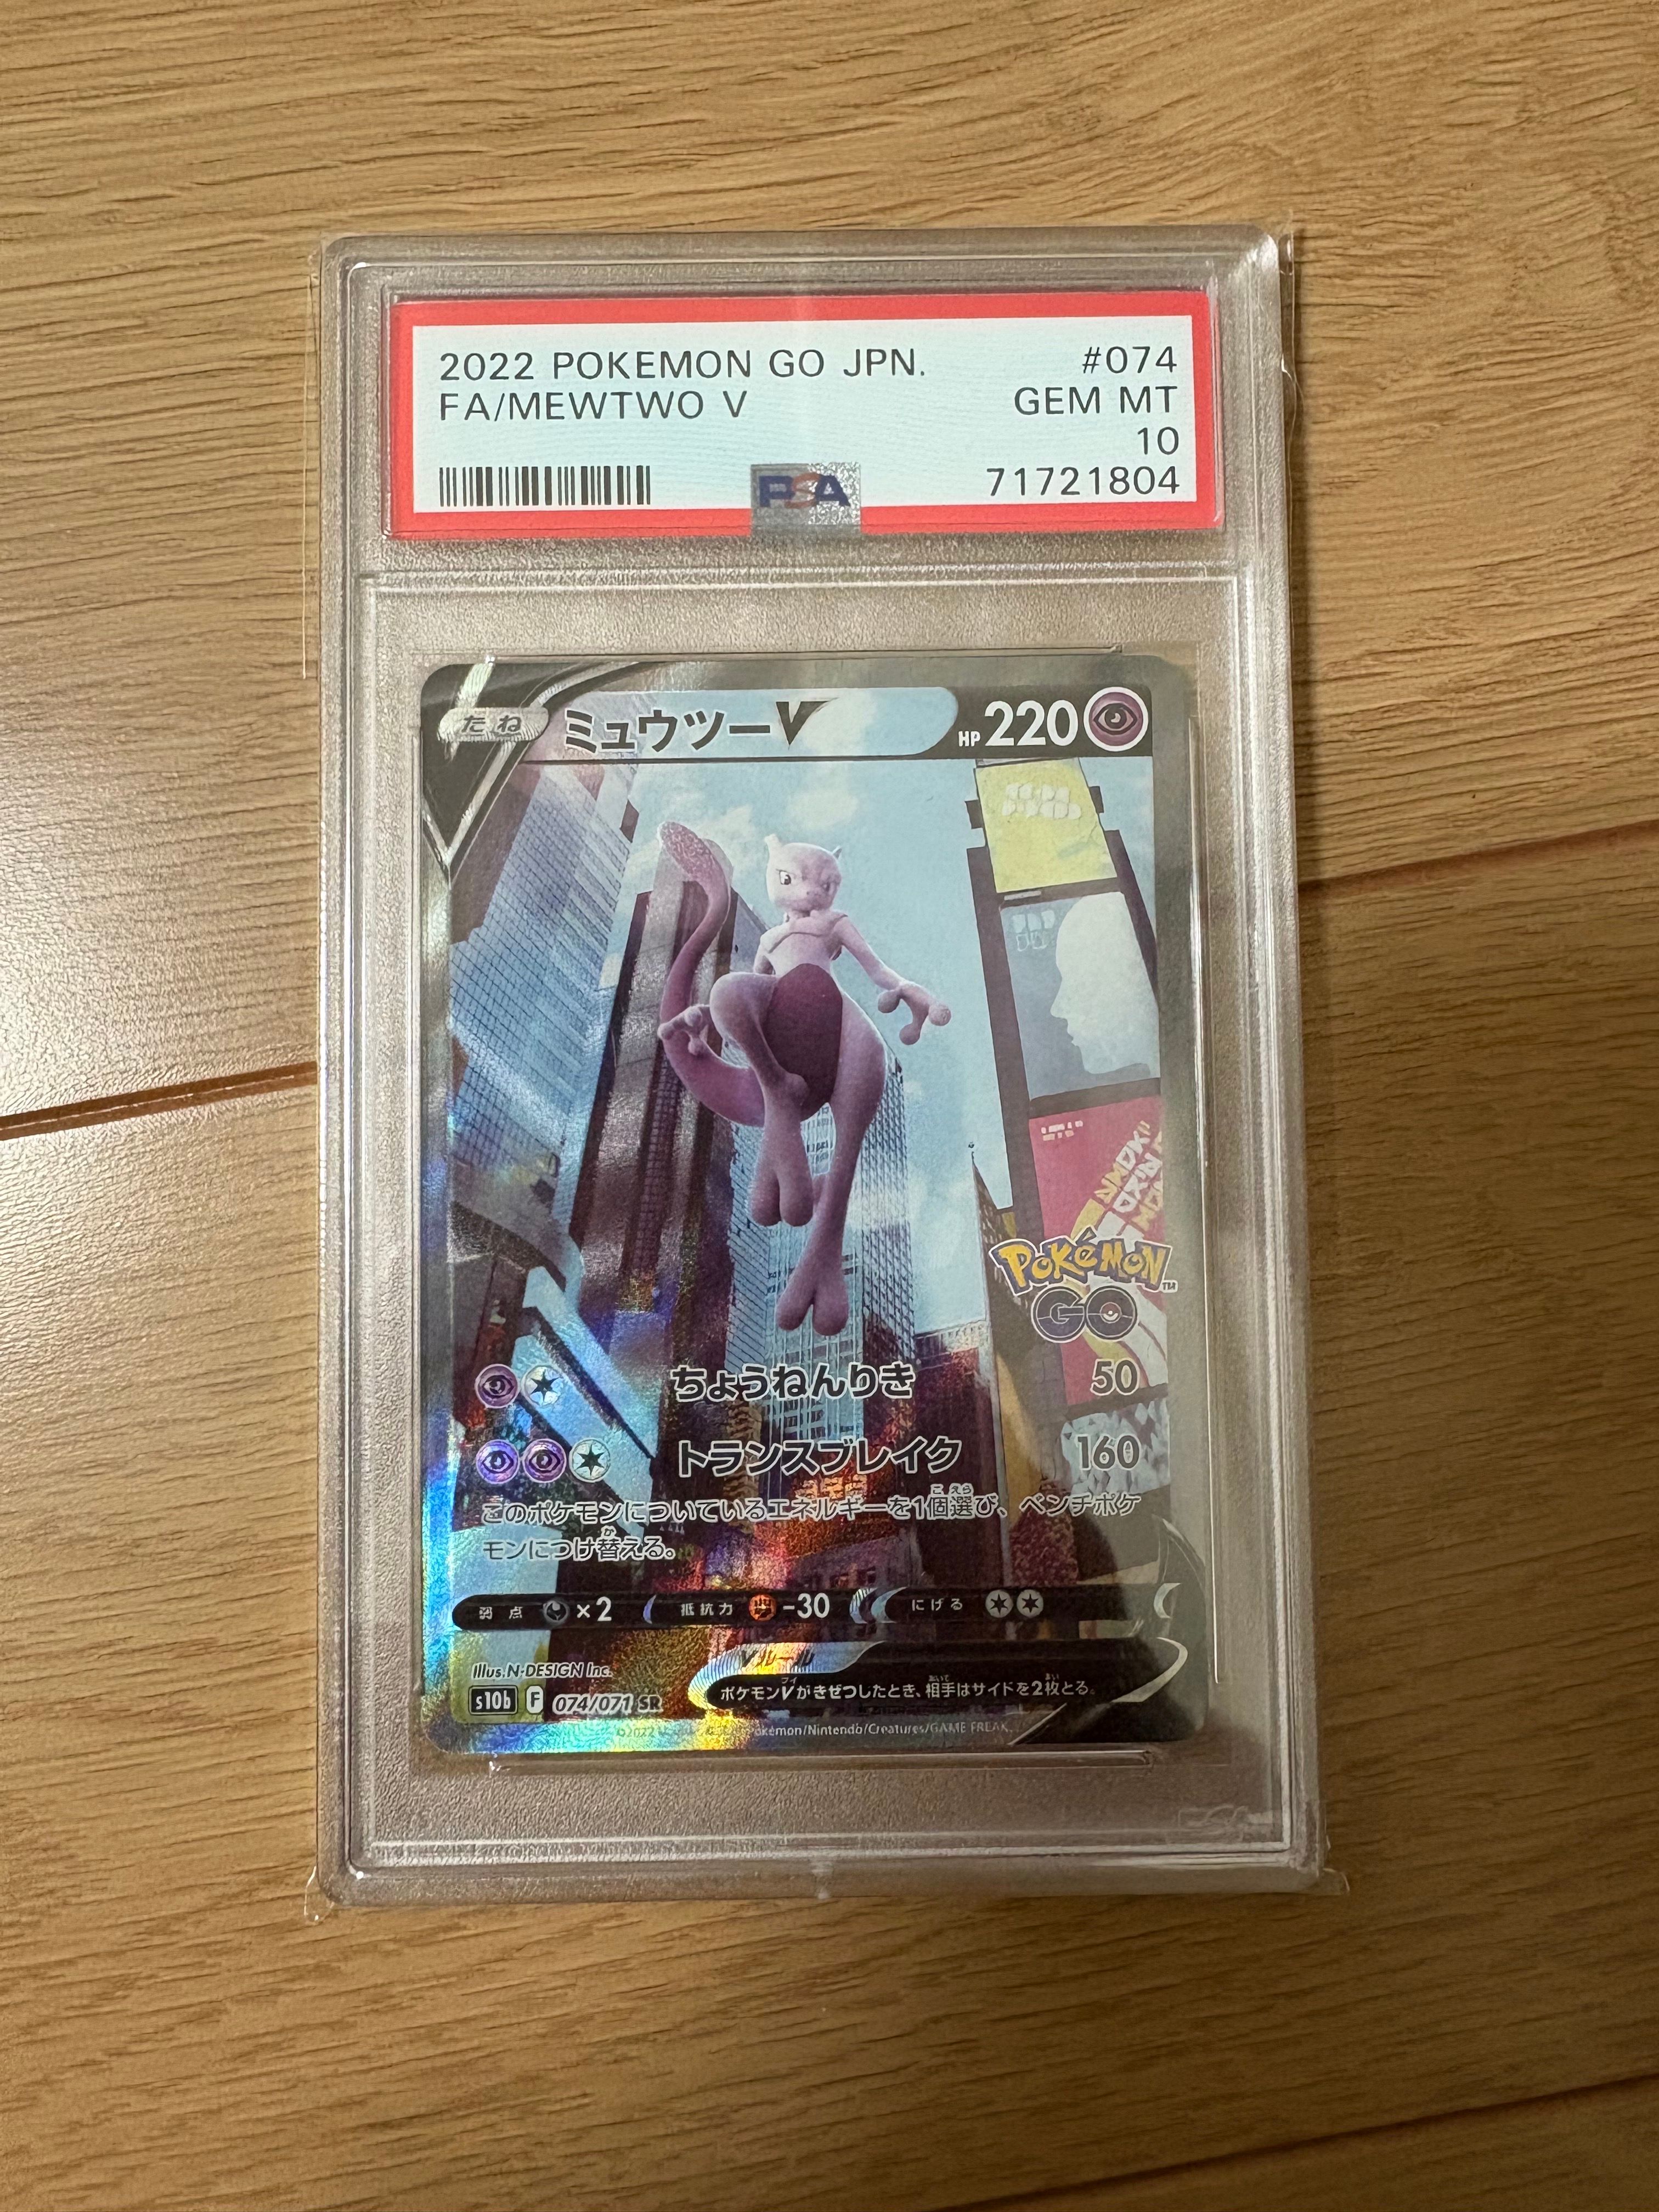 2022 POKEMON GO JPN. #074
FA/MEWTWO V GEM MT
10
PSA 71721804
たね ミュウツーV HP 220
POKéMON™
GO
ちょうねんりき 50
トランスブレイク 160
このポケモンについているエネルギーを1個選び、ベンチポケ
モンにつけ替える。
弱点 ×2 抵抗力 -30 にげる
Vルール
ポケモンVがきぜつしたとき、相手はサイドを2枚とる。
Illus. N-DESIGN Inc.
s10b F 074/071 SR
©2022 Pokémon/Nintendo/Creatures/GAME FREAK.